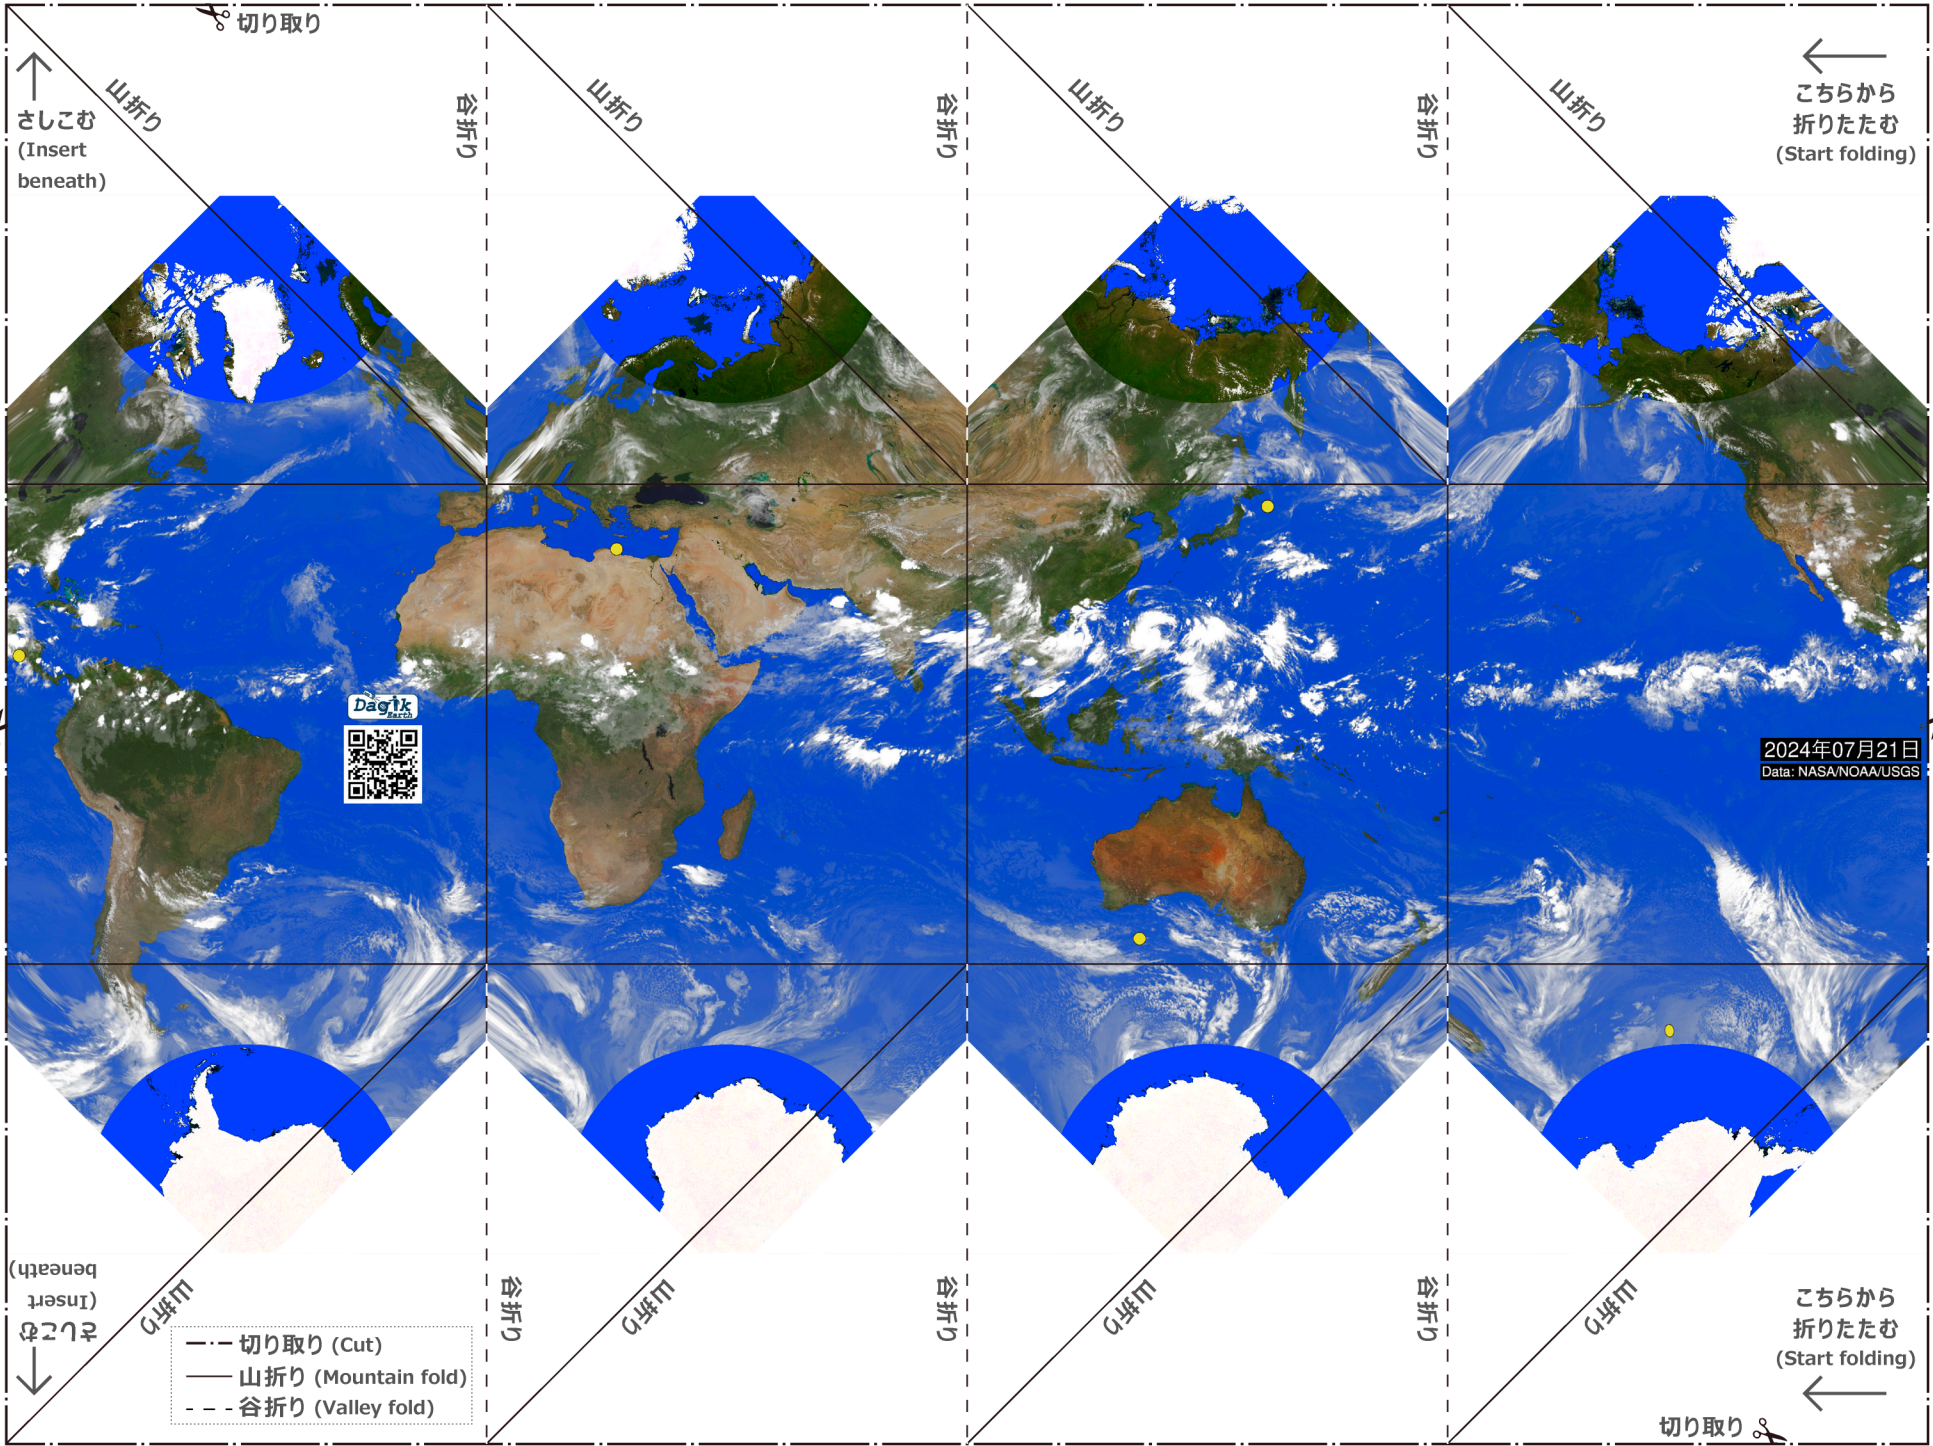 切り取り
山折り
谷折り
山折り
谷折り
山折り
谷折り
山折り
さしこむ
(Insert
beneath)
こちらから
折りたたむ
(Start folding)
Dagik
Earth
2024年07月21日
Data: NASA/NOAA/USGS
さしこむ
(Insert
beneath)
山折り
谷折り
山折り
谷折り
山折り
谷折り
山折り
こちらから
折りたたむ
(Start folding)
切り取り (Cut)
山折り (Mountain fold)
谷折り (Valley fold)
切り取り